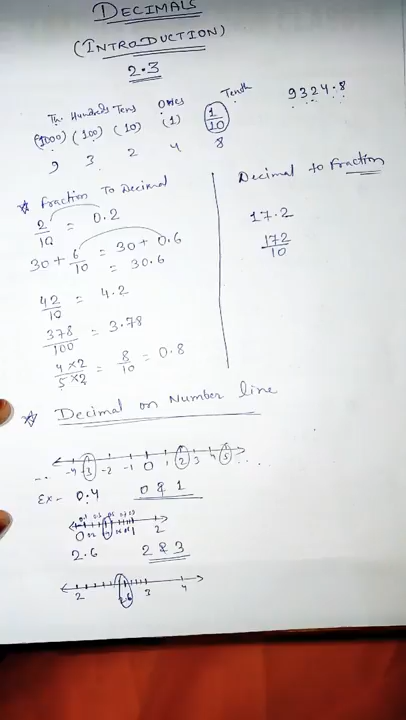 DECIMALS
(INTRODUCTION)
2.3
Th. Hundreds Tens Ones Tenth 9324.8
(1000) (100) (10) (1) 1/10
9 3 2 4 8
Fraction To Decimal
2/10 = 0.2
30 + 6/10 = 30 + 0.6
= 30.6
42/10 = 4.2
378/100 = 3.78
4×2/5×2 = 8/10 = 0.8
Decimal to Fraction
17.2
172/10
Decimal on Number line
... -4 -3 -2 -1 0 1 2 3 4 5 ....
Ex- 0.4 0 & 1
0 1 2
2.6 2 & 3
2 2.6 3 4